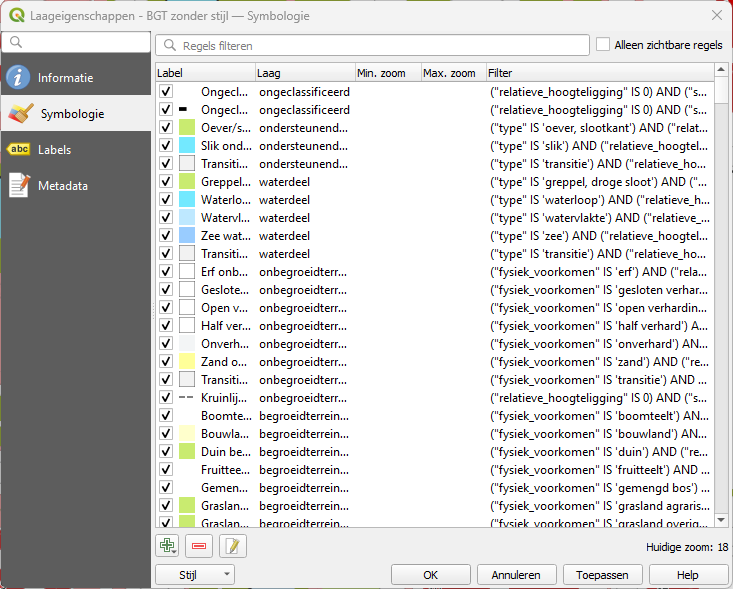 Laageigenschappen - BGT zonder stijl — Symbologie
Regels filteren
Alleen zichtbare regels
Informatie
Symbologie
Labels
Metadata
abc
Label Laag Min. zoom Max. zoom Filter
Ongecl... ongeclassificeerd ("relatieve_hoogteligging" IS 0) AND ("s...
Ongecl... ongeclassificeerd ("relatieve_hoogteligging" IS 0) AND ("s...
Oever/s... ondersteunend... ("type" IS 'oever, slootkant') AND ("relat...
Slik ond... ondersteunend... ("type" IS 'slik') AND ("relatieve_hoogtel...
Transiti... ondersteunend... ("type" IS 'transitie') AND ("relatieve_ho...
Greppel... waterdeel ("type" IS 'greppel, droge sloot') AND ("...
Waterlo... waterdeel ("type" IS 'waterloop') AND ("relatieve_h...
Watervl... waterdeel ("type" IS 'watervlakte') AND ("relatieve_...
Zee wat... waterdeel ("type" IS 'zee') AND ("relatieve_hoogtel...
Transiti... waterdeel ("type" IS 'transitie') AND ("relatieve_ho...
Erf onb... onbegroeidterr... ("fysiek_voorkomen" IS 'erf') AND ("rela...
Geslote... onbegroeidterr... ("fysiek_voorkomen" IS 'gesloten verhar...
Open v... onbegroeidterr... ("fysiek_voorkomen" IS 'open verhardin...
Half ver... onbegroeidterr... ("fysiek_voorkomen" IS 'half verhard') A...
Onverh... onbegroeidterr... ("fysiek_voorkomen" IS 'onverhard') AN...
Zand o... onbegroeidterr... ("fysiek_voorkomen" IS 'zand') AND ("re...
Transiti... onbegroeidterr... ("fysiek_voorkomen" IS 'transitie') AND ...
Kruinlij... onbegroeidterr... ("relatieve_hoogteligging" IS 0) AND ("s...
Boomte... begroeidterrein... ("fysiek_voorkomen" IS 'boomteelt') AN...
Bouwla... begroeidterrein... ("fysiek_voorkomen" IS 'bouwland') AN...
Duin be... begroeidterrein... ("fysiek_voorkomen" IS 'duin') AND ("re...
Fruittee... begroeidterrein... ("fysiek_voorkomen" IS 'fruitteelt') AND ...
Gemen... begroeidterrein... ("fysiek_voorkomen" IS 'gemengd bos') ...
Graslan... begroeidterrein... ("fysiek_voorkomen" IS 'grasland agraris...
Graslan... begroeidterrein... ("fysiek_voorkomen" IS 'grasland overig...
Huidige zoom: 18
Stijl OK Annuleren Toepassen Help